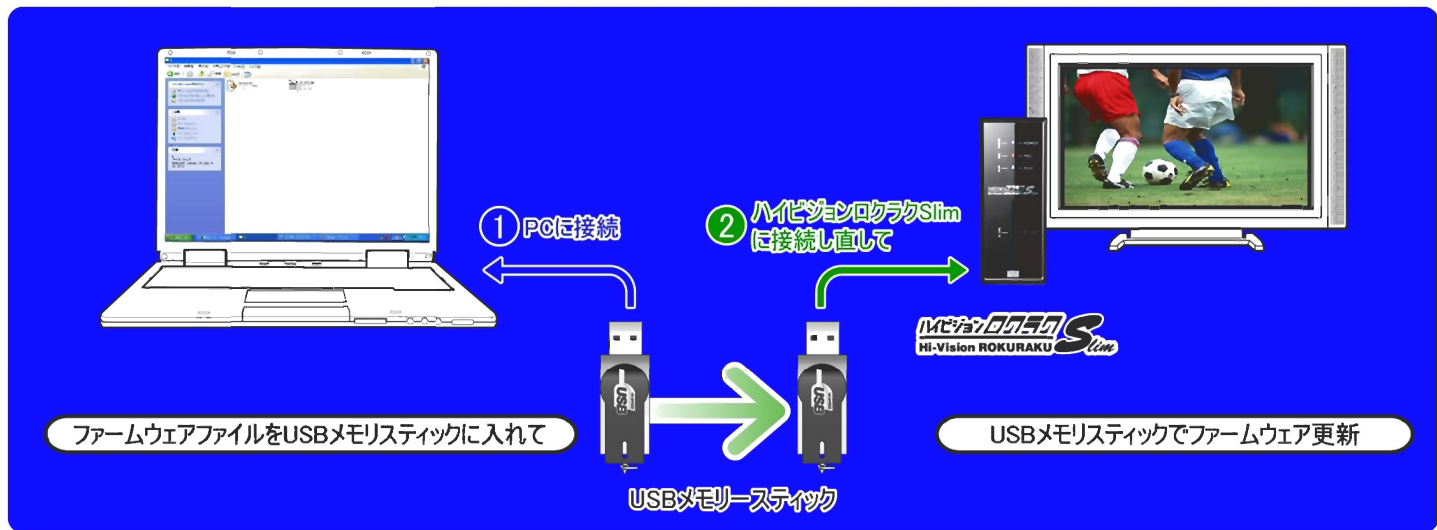 ① PCに接続
② ハイビジョンロクラクSlim
に接続し直して
ハイビジョン ロクラク Slim
Hi-Vision ROKURAKU
USB
USB
ファームウェアファイルをUSBメモリスティックに入れて
USBメモリスティックでファームウェア更新
USBメモリースティック